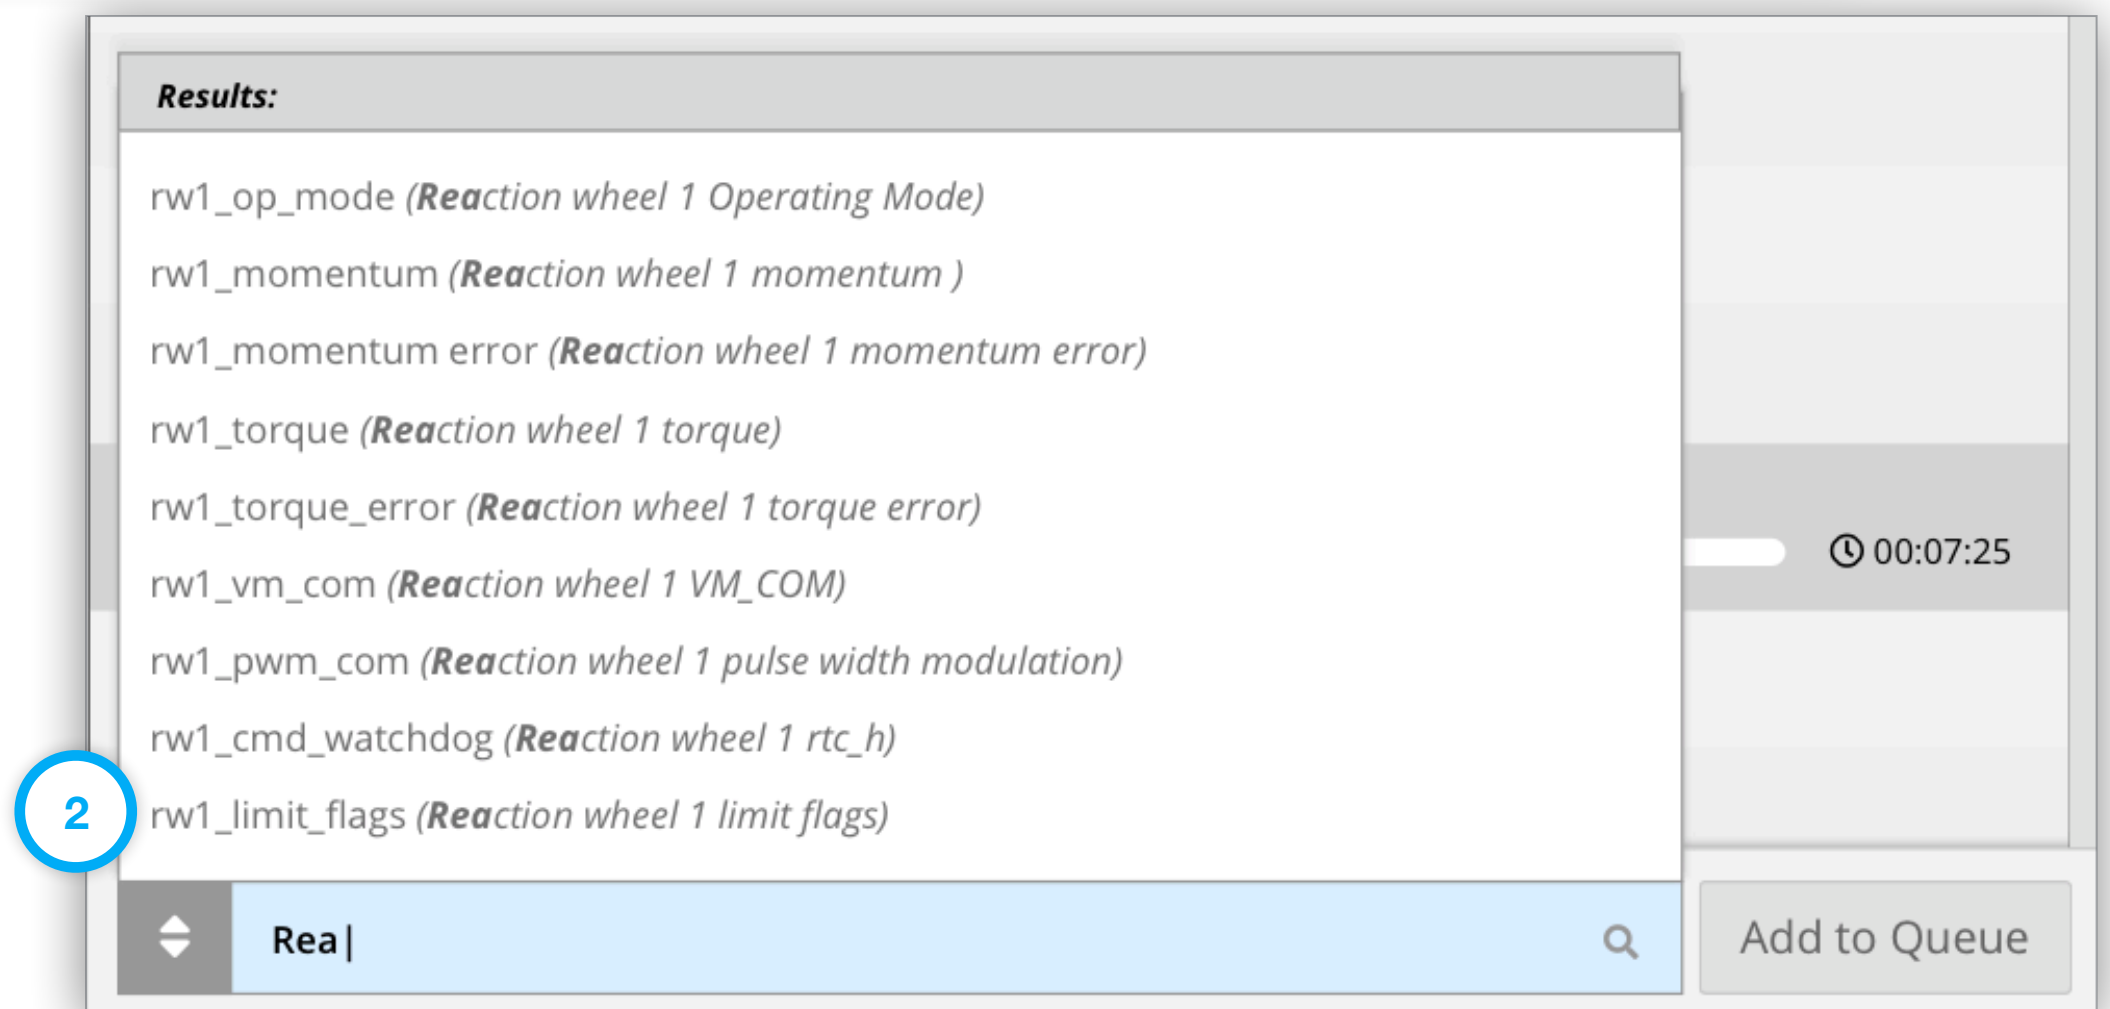 Results:
rw1_op_mode (Reaction wheel 1 Operating Mode)
rw1_momentum (Reaction wheel 1 momentum )
rw1_momentum error (Reaction wheel 1 momentum error)
rw1_torque (Reaction wheel 1 torque)
rw1_torque_error (Reaction wheel 1 torque error)
00:07:25
rw1_vm_com (Reaction wheel 1 VM_COM)
rw1_pwm_com (Reaction wheel 1 pulse width modulation)
rw1_cmd_watchdog (Reaction wheel 1 rtc_h)
2
rw1_limit_flags (Reaction wheel 1 limit flags)
Rea
Add to Queue